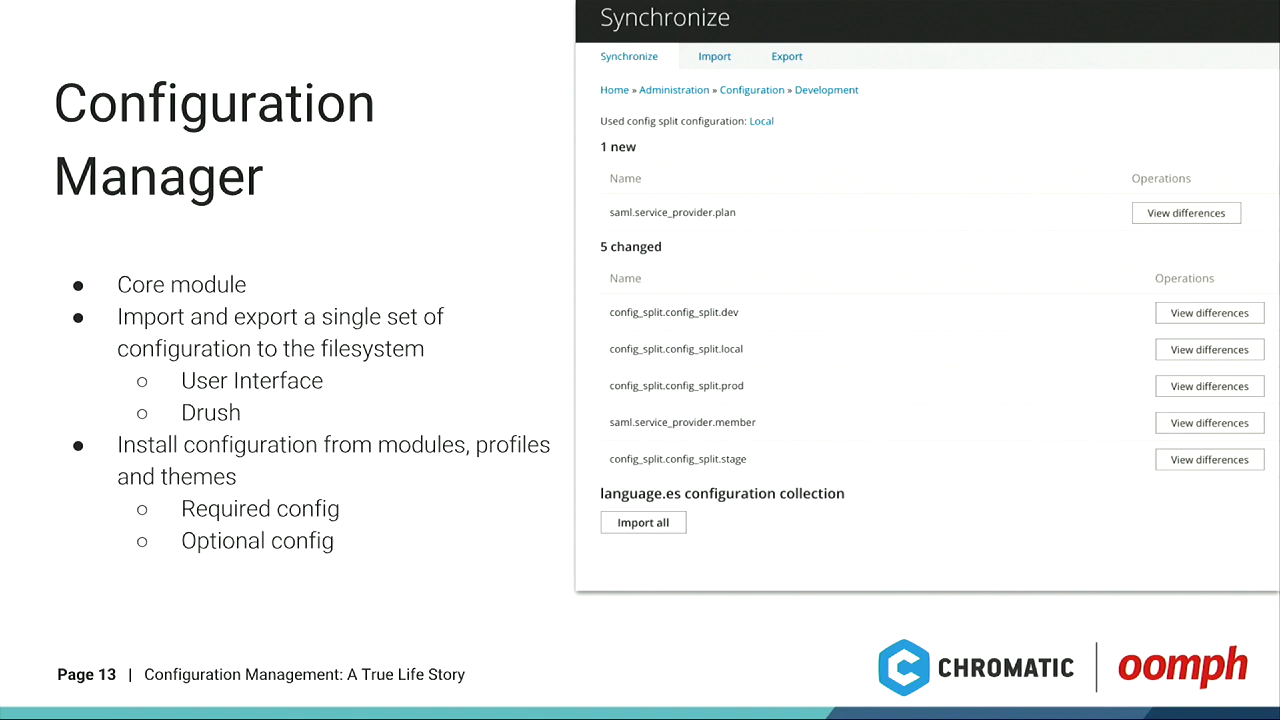 Configuration
Manager
● Core module
● Import and export a single set of
configuration to the filesystem
○ User Interface
○ Drush
● Install configuration from modules, profiles
and themes
○ Required config
○ Optional config
Synchronize
Synchronize Import Export
Home » Administration » Configuration » Development
Used config split configuration: Local
1 new
Name Operations
saml.service_provider.plan View differences
5 changed
Name Operations
config_split.config_split.dev View differences
config_split.config_split.local View differences
config_split.config_split.prod View differences
saml.service_provider.member View differences
config_split.config_split.stage View differences
language.es configuration collection
Import all
Page 13 | Configuration Management: A True Life Story
CHROMATIC | oomph